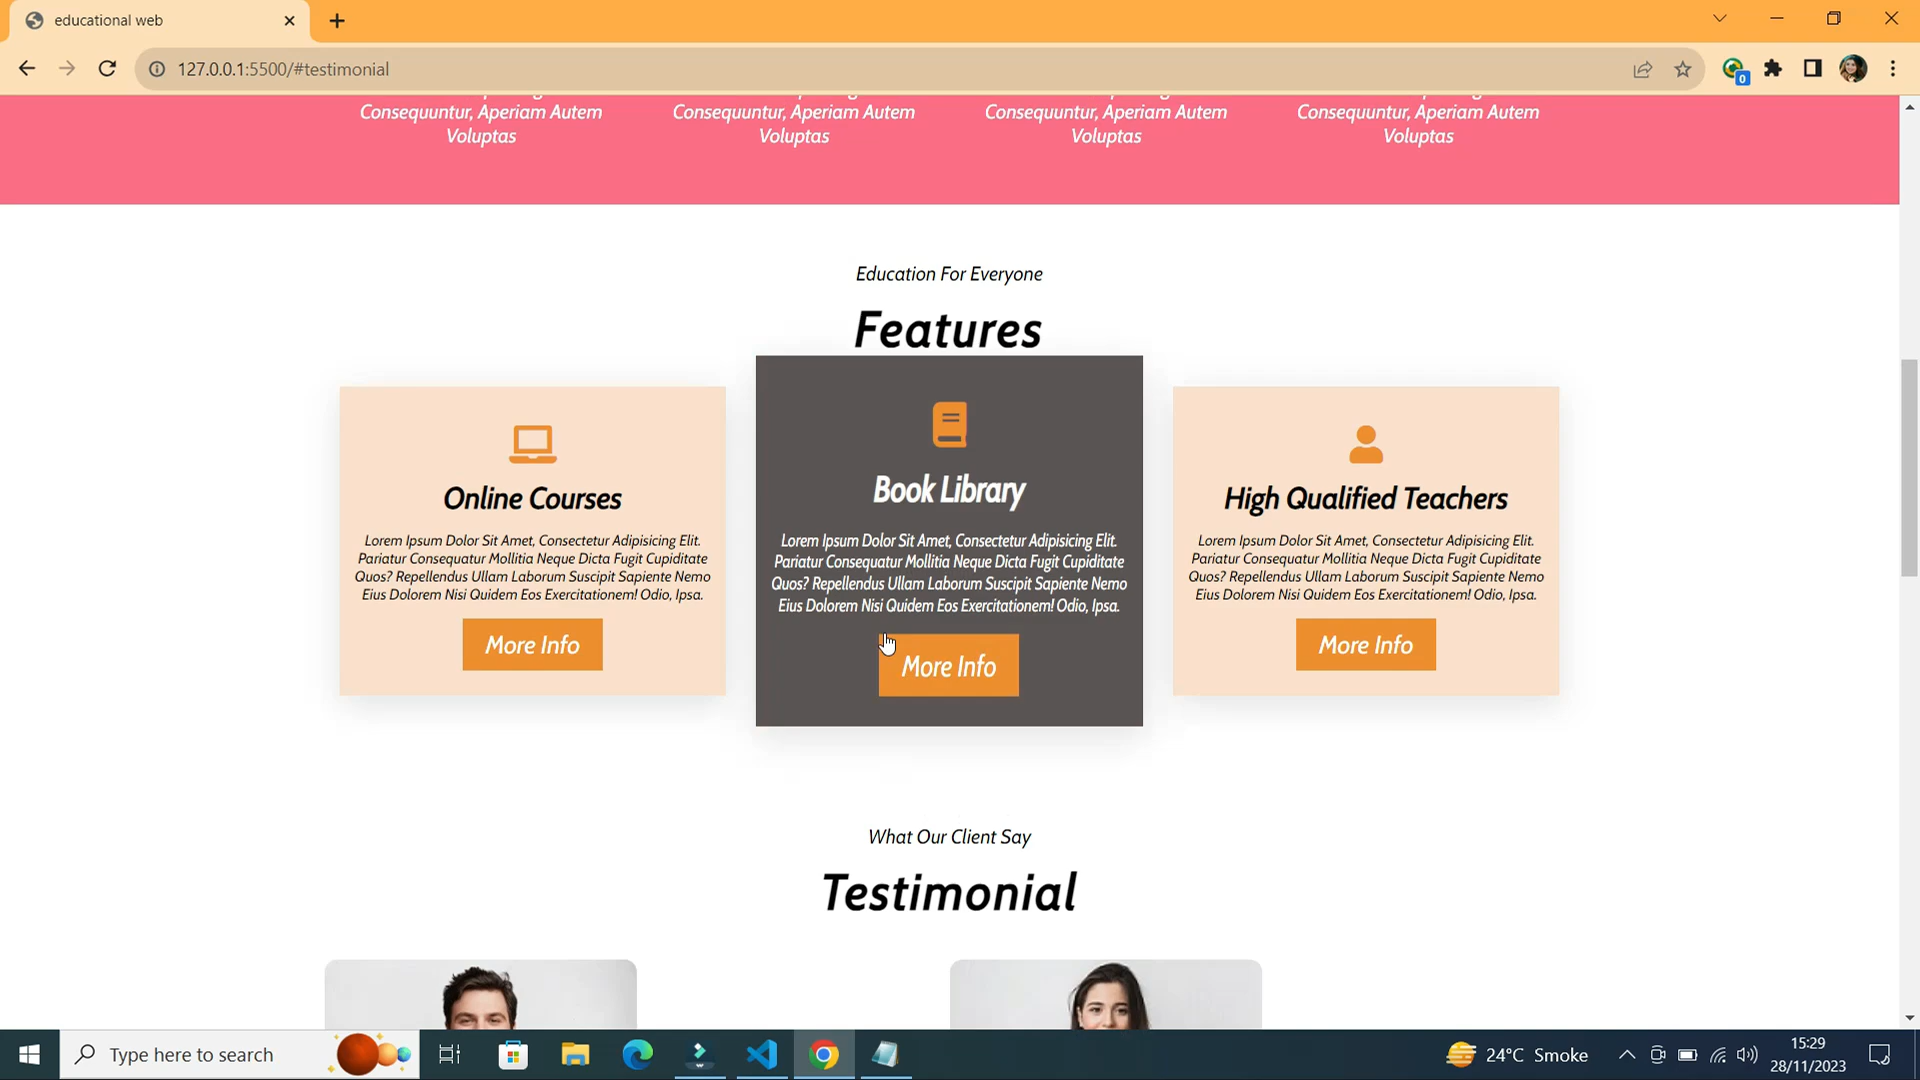 educational web
127.0.0.1:5500/#testimonial
Consequuntur, Aperiam Autem
Voluptas
Consequuntur, Aperiam Autem
Voluptas
Consequuntur, Aperiam Autem
Voluptas
Consequuntur, Aperiam Autem
Voluptas
Education For Everyone
Features
Online Courses
Lorem Ipsum Dolor Sit Amet, Consectetur Adipisicing Elit.
Pariatur Consequatur Mollitia Neque Dicta Fugit Cupiditate
Quos? Repellendus Ullam Laborum Suscipit Sapiente Nemo
Eius Dolorem Nisi Quidem Eos Exercitationem! Odio, Ipsa.
More Info
Book Library
Lorem Ipsum Dolor Sit Amet, Consectetur Adipisicing Elit.
Pariatur Consequatur Mollitia Neque Dicta Fugit Cupiditate
Quos? Repellendus Ullam Laborum Suscipit Sapiente Nemo
Eius Dolorem Nisi Quidem Eos Exercitationem! Odio, Ipsa.
More Info
High Qualified Teachers
Lorem Ipsum Dolor Sit Amet, Consectetur Adipisicing Elit.
Pariatur Consequatur Mollitia Neque Dicta Fugit Cupiditate
Quos? Repellendus Ullam Laborum Suscipit Sapiente Nemo
Eius Dolorem Nisi Quidem Eos Exercitationem! Odio, Ipsa.
More Info
What Our Client Say
Testimonial
Type here to search
24°C Smoke
15:29
28/11/2023
0